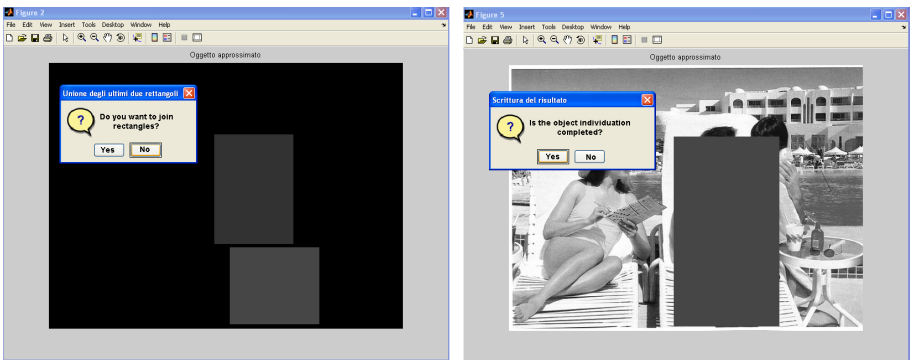 Figure 2
File Edit View Insert Tools Desktop Window Help
Oggetto approssimato
Unione degli ultimi due rettangoli
Do you want to join
rectangles?
Yes No
Figure 5
File Edit View Insert Tools Desktop Window Help
Oggetto approssimato
Scrittura del risultato
Is the object individuation
completed?
Yes No